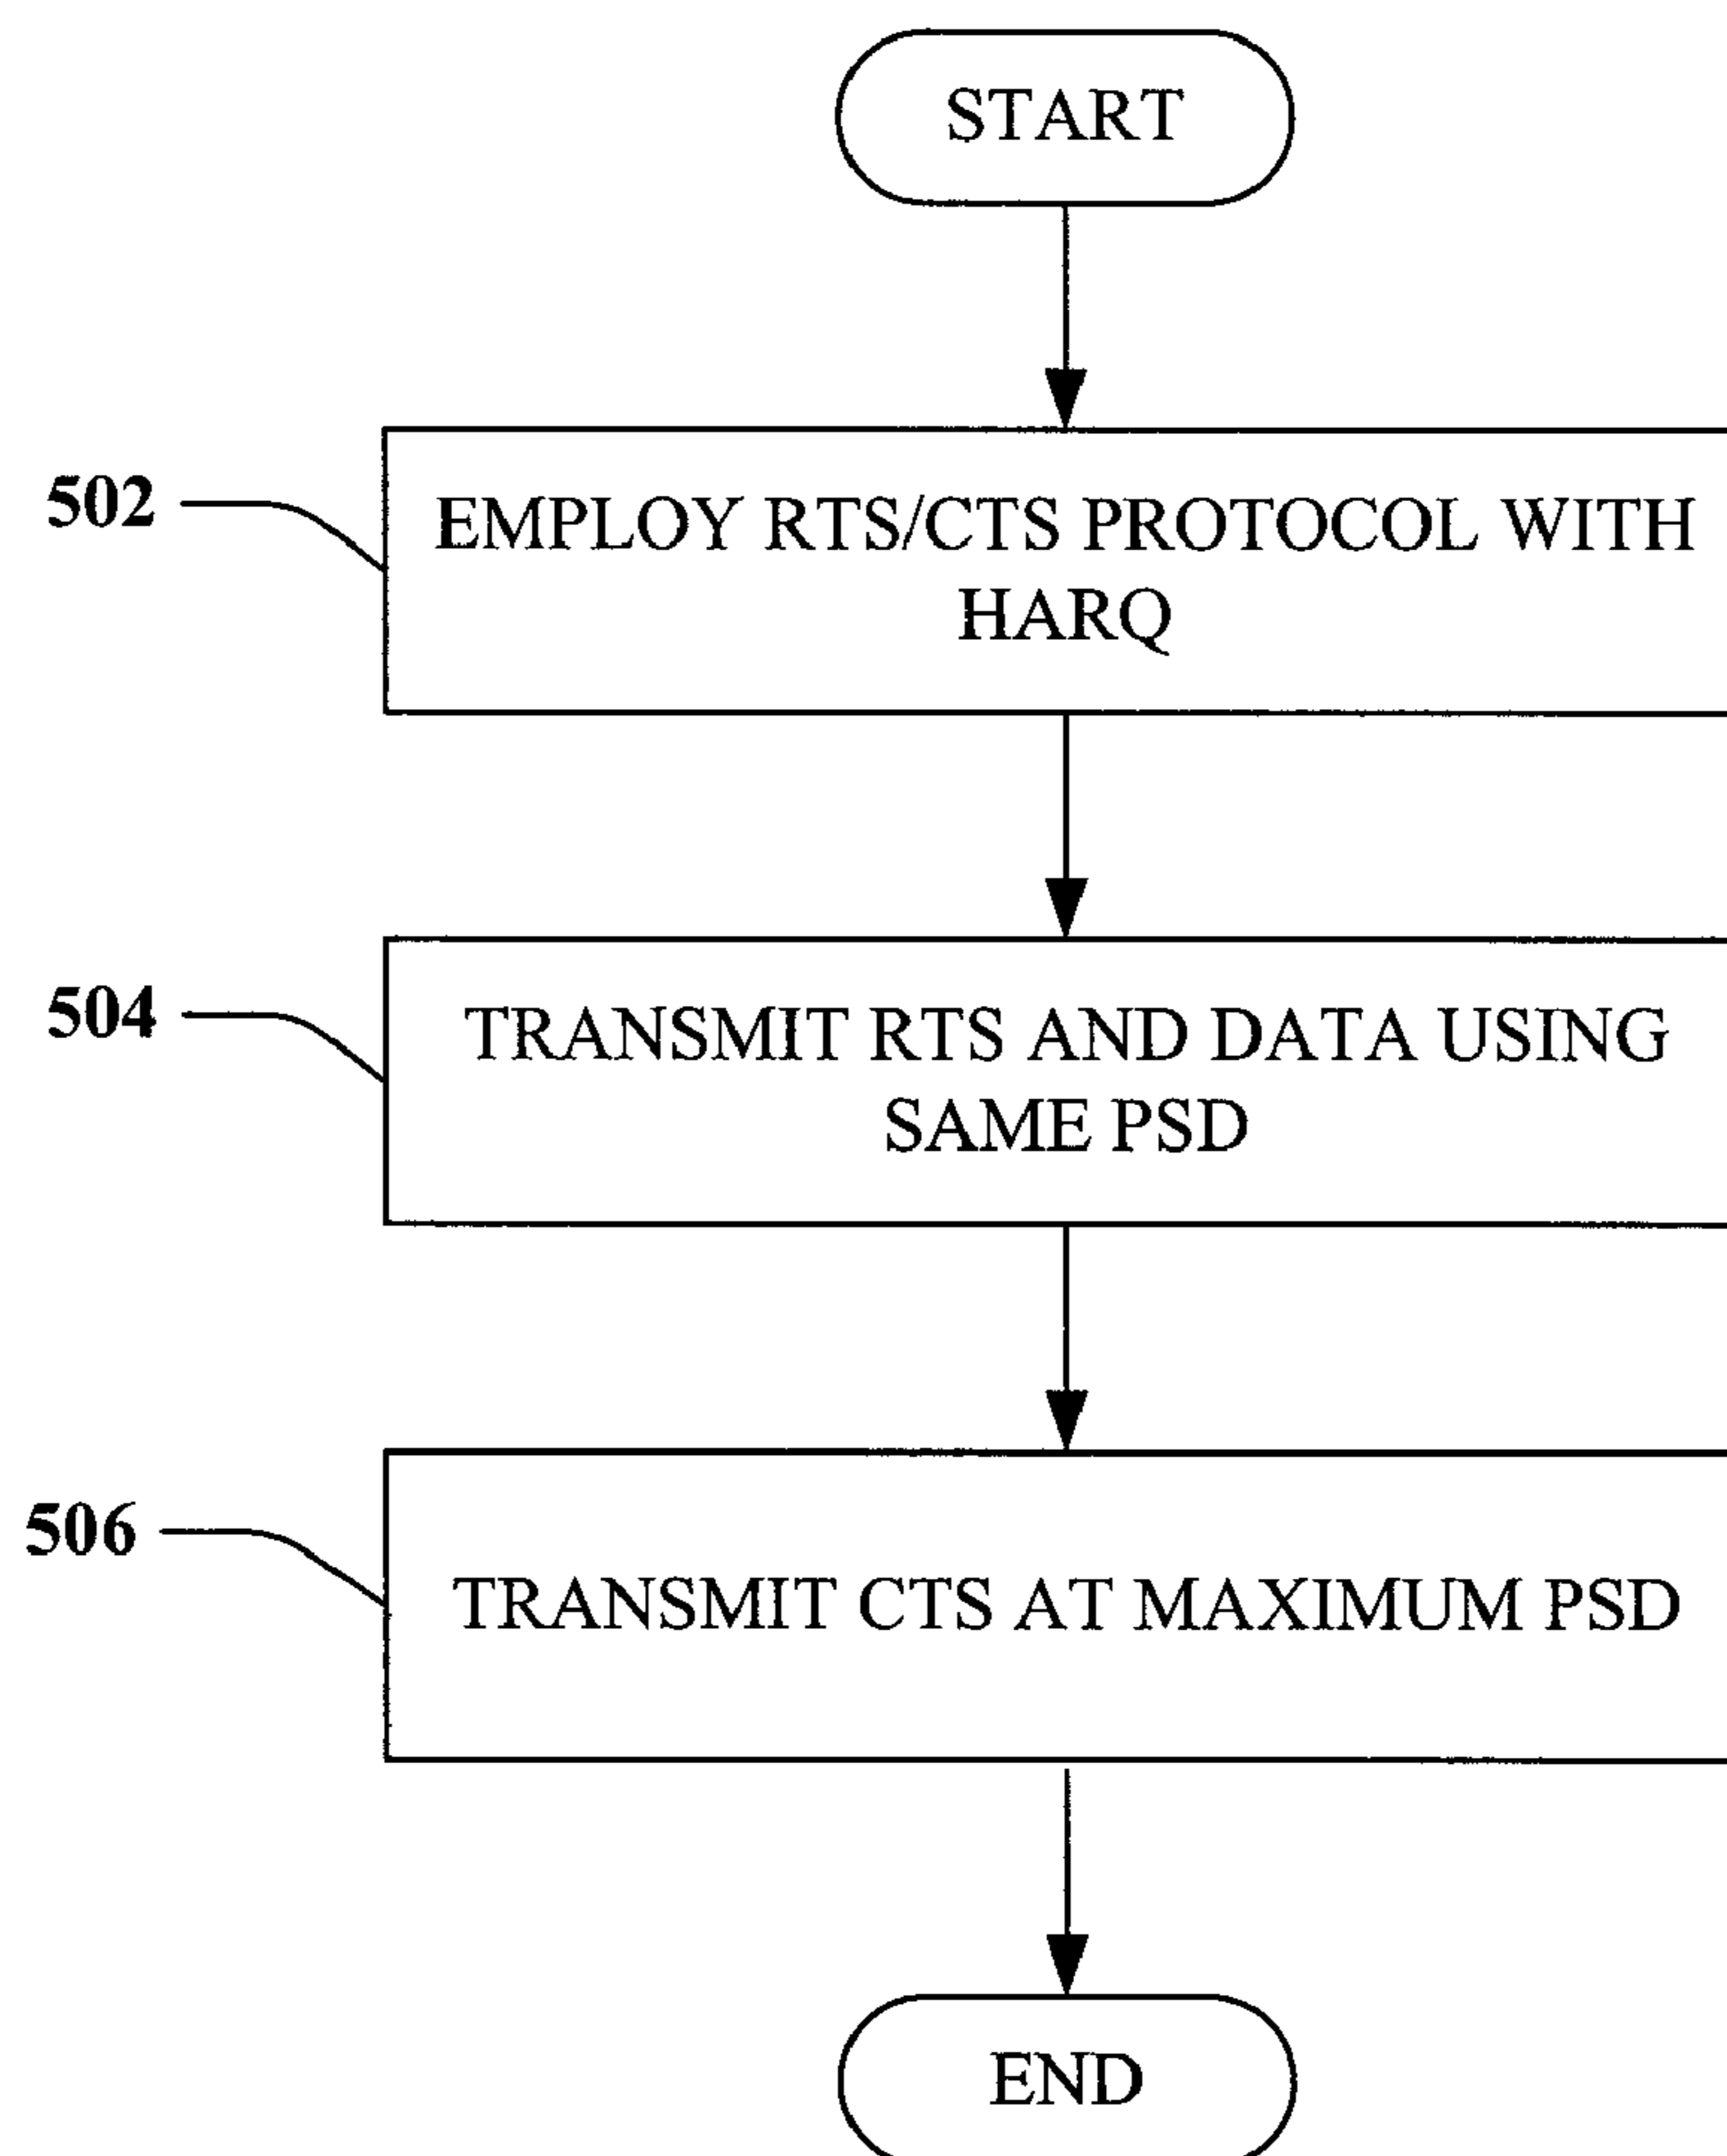 START
502
EMPLOY RTS/CTS PROTOCOL WITH
HARQ
504
TRANSMIT RTS AND DATA USING
SAME PSD
506
TRANSMIT CTS AT MAXIMUM PSD
END